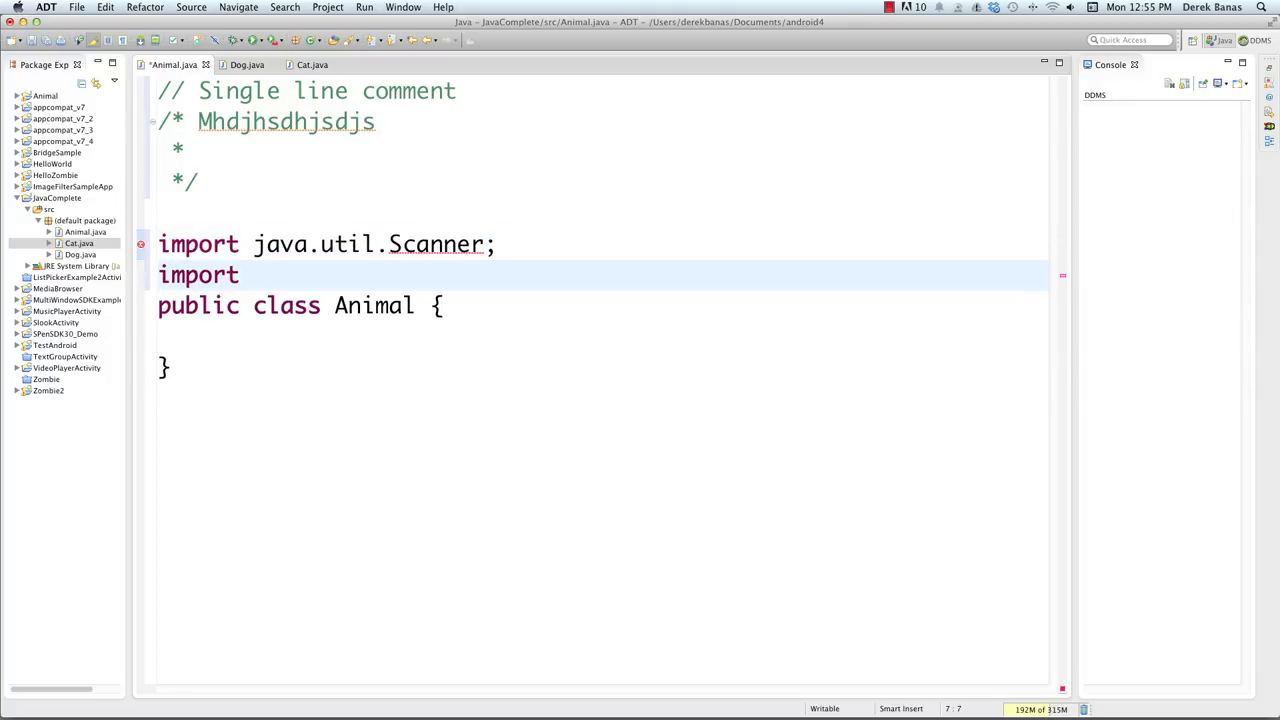 ADT File Edit Refactor Source Navigate Search Project Run Window Help 10 Mon 12:55 PM Derek Banas
Java - JavaComplete/src/Animal.java - ADT - /Users/derekbanas/Documents/android4
Quick Access Java DDMS
Package Exp
*Animal.java Dog.java Cat.java
Console
DDMS
Animal
appcompat_v7
appcompat_v7_2
appcompat_v7_3
appcompat_v7_4
BridgeSample
HelloWorld
HelloZombie
ImageFilterSampleApp
JavaComplete
src
(default package)
Animal.java
Cat.java
Dog.java
JRE System Library [Ja
ListPickerExample2Activi
MediaBrowser
MultiWindowSDKExample
MusicPlayerActivity
SlookActivity
SPenSDK30_Demo
TestAndroid
TextGroupActivity
VideoPlayerActivity
Zombie
Zombie2
// Single line comment
/* Mhdjhsdhjsdjs
*
*/
import java.util.Scanner;
import
public class Animal {
}
Writable Smart Insert 7 : 7 192M of 315M